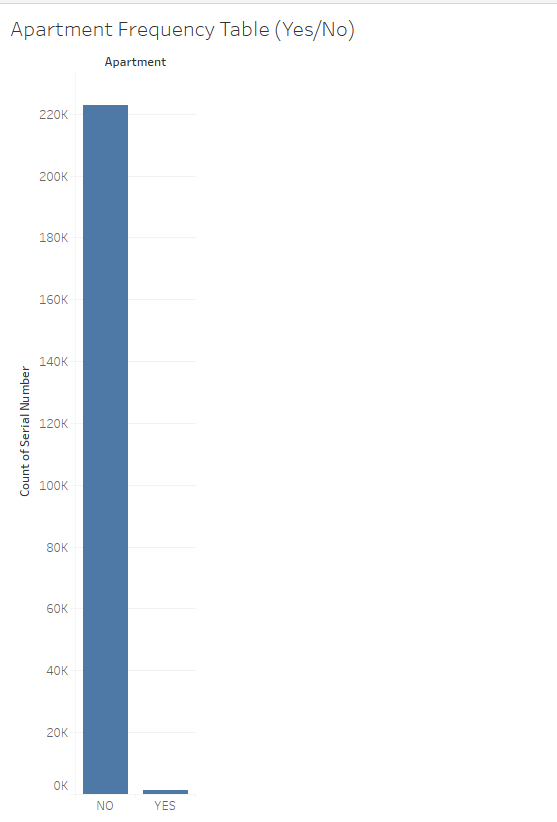 Apartment Frequency Table (Yes/No)
Apartment
220K
200K
180K
160K
140K
120K
100K
80K
60K
40K
20K
0K
Count of Serial Number
NO YES